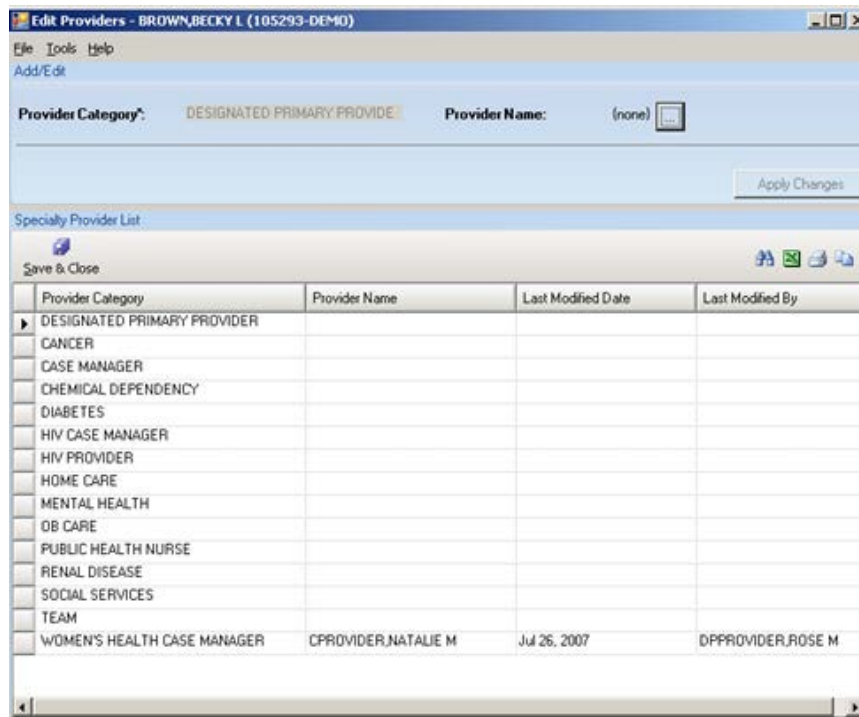 Edit Providers - BROWN,BECKY L (105293-DEMO)
File Tools Help
Add/Edit
Provider Category*: DESIGNATED PRIMARY PROVIDE Provider Name: (none) ...
Apply Changes
Specialty Provider List
Save & Close
Provider Category Provider Name Last Modified Date Last Modified By
DESIGNATED PRIMARY PROVIDER
CANCER
CASE MANAGER
CHEMICAL DEPENDENCY
DIABETES
HIV CASE MANAGER
HIV PROVIDER
HOME CARE
MENTAL HEALTH
OB CARE
PUBLIC HEALTH NURSE
RENAL DISEASE
SOCIAL SERVICES
TEAM
WOMEN'S HEALTH CASE MANAGER CPROVIDER,NATALIE M Jul 26, 2007 DPPROVIDER,ROSE M